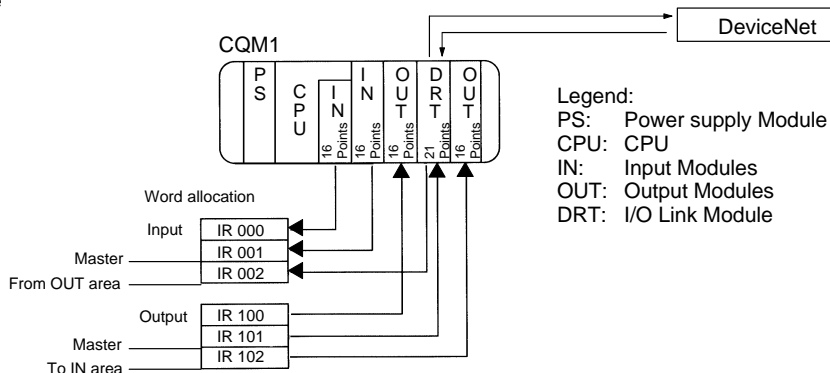 DeviceNet
CQM1
PS
CPU
IN
16 Points
IN
16 Points
OUT
16 Points
DRT
21 Points
OUT
16 Points
Legend:
PS: Power supply Module
CPU: CPU
IN: Input Modules
OUT: Output Modules
DRT: I/O Link Module
Word allocation
Input IR 000
IR 001
Master
IR 002
From OUT area
Output IR 100
IR 101
Master
IR 102
To IN area